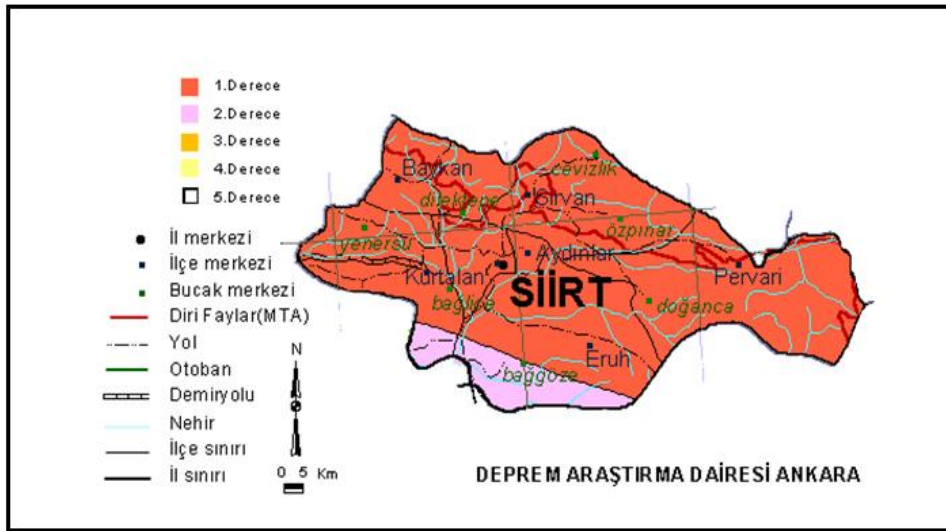 1.Derece
2.Derece
3.Derece
4.Derece
5.Derece
İl merkezi
İlçe merkezi
Bucak merkezi
Diri Faylar(MTA)
Yol
Otoban
Demiryolu
Nehir
İlçe sınırı
İl sınırı
N
0 5 Km
Baykan
cevizlik
Şirvan
dilektepe
özpınar
yenersu
Aydınlar
Kurtalan
Pervari
SİİRT
bağlıca
doğanca
Eruh
bağgöze
DEPREM ARAŞTIRMA DAİRESİ ANKARA